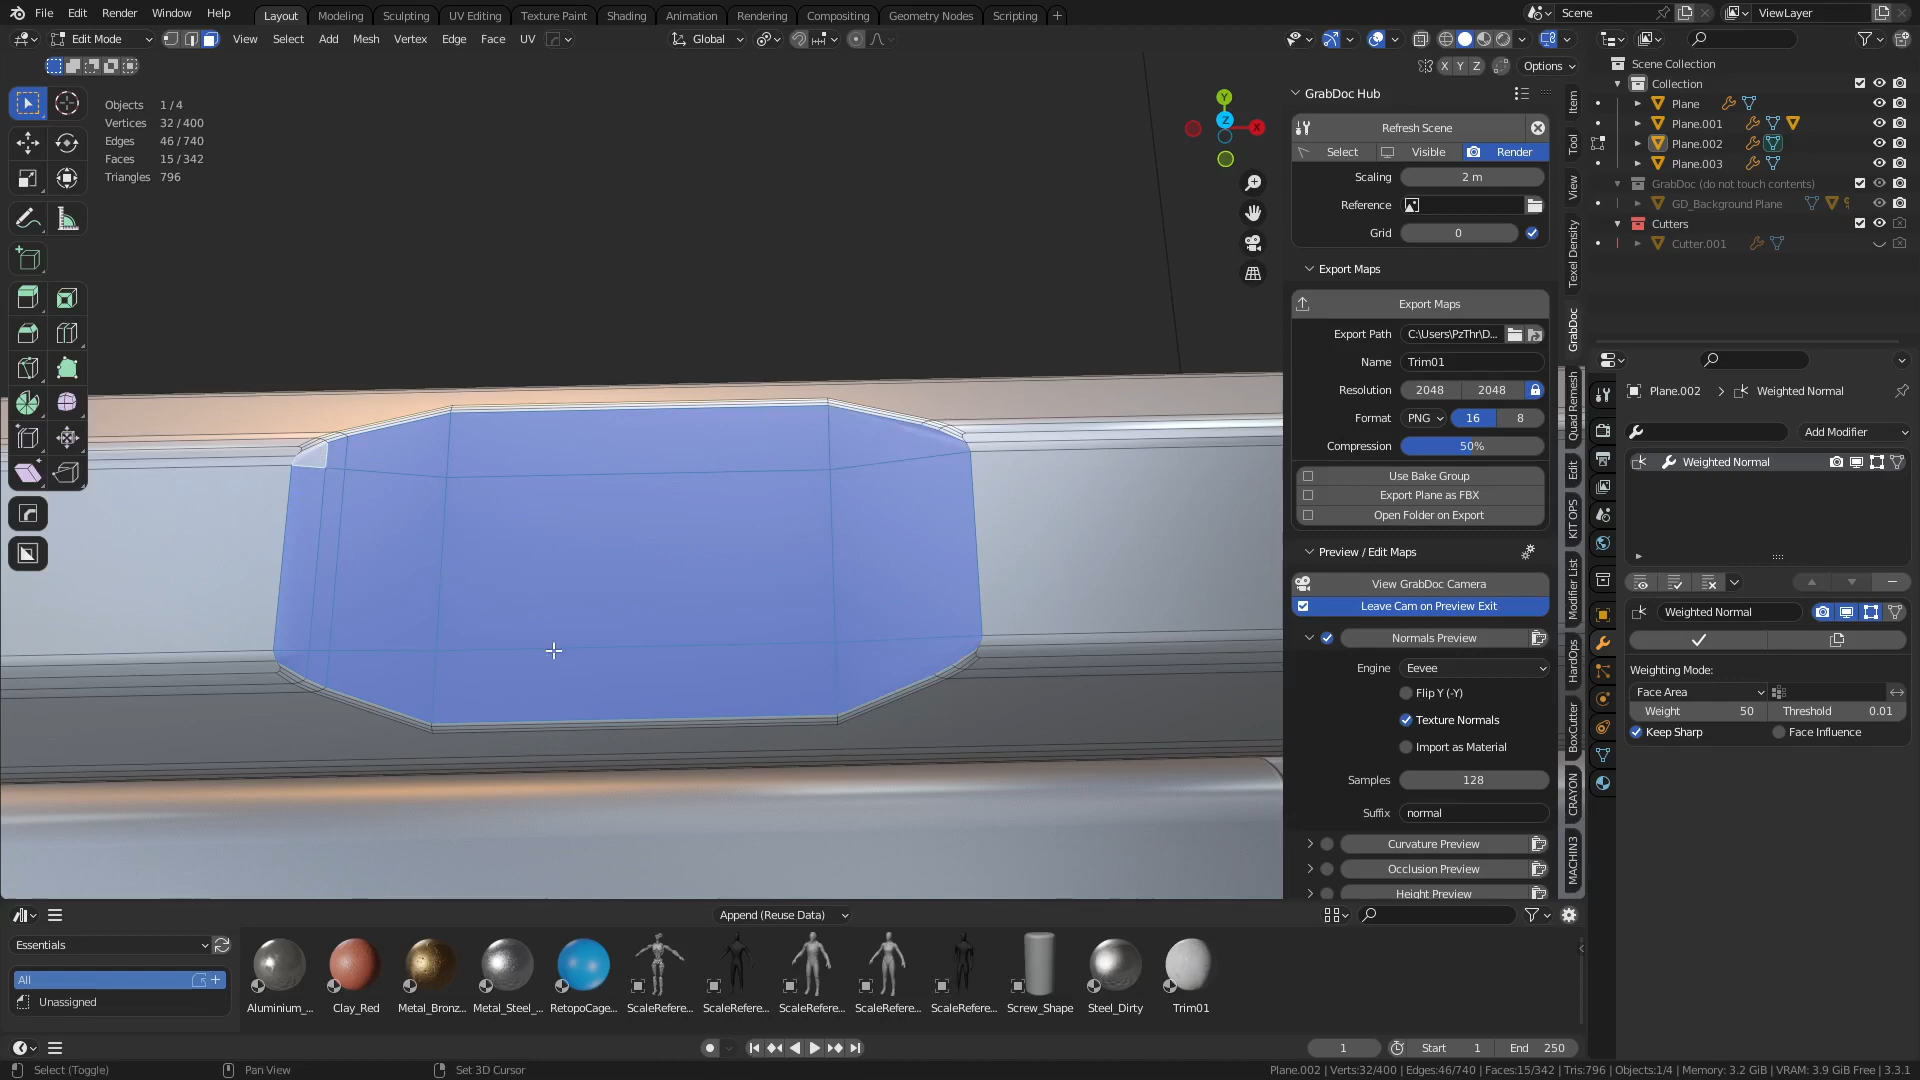 File Edit Render Window Help Layout Modeling Sculpting UV Editing Texture Paint Shading Animation Rendering Compositing Geometry Nodes Scripting + Scene ViewLayer
Edit Mode View Select Add Mesh Vertex Edge Face UV Global
X Y Z Options
Objects 1 / 4
Vertices 32 / 400
Edges 46 / 740
Faces 15 / 342
Triangles 796
Y
Z
X
GrabDoc Hub
Refresh Scene
Select Visible Render
Scaling 2 m
Reference
Grid 0
Export Maps
Export Maps
Export Path C:\Users\PzThr\D...
Name Trim01
Resolution 2048 2048
Format PNG 16 8
Compression 50%
Use Bake Group
Export Plane as FBX
Open Folder on Export
Preview / Edit Maps
View GrabDoc Camera
Leave Cam on Preview Exit
Normals Preview
Engine Eevee
Flip Y (-Y)
Texture Normals
Import as Material
Samples 128
Suffix normal
Curvature Preview
Occlusion Preview
Height Preview
Item
Tool
View
Texel Density
GrabDoc
Quad Remesh
Edit
KIT OPS
Modifier List
HardOps
BoxCutter
CRAYON
MACHIN3
Scene Collection
Collection
Plane
Plane.001
Plane.002
Plane.003
GrabDoc (do not touch contents)
GD_Background Plane
Cutters
Cutter.001
Plane.002 Weighted Normal
Add Modifier
Weighted Normal
Weighted Normal
Weighting Mode:
Face Area
Weight 50 Threshold 0.01
Keep Sharp Face Influence
Append (Reuse Data)
Essentials
All
Unassigned
Aluminium_... Clay_Red Metal_Bronz... Metal_Steel_... RetopoCage... ScaleRefere... ScaleRefere... ScaleRefere... ScaleRefere... ScaleRefere... Screw_Shape Steel_Dirty Trim01
1 Start 1 End 250
Select (Toggle) Pan View Set 3D Cursor Plane.002 | Verts:32/400 | Edges:46/740 | Faces:15/342 | Tris:796 | Objects:1/4 | Memory: 3.2 GiB | VRAM: 3.9 GiB Free | 3.3.1